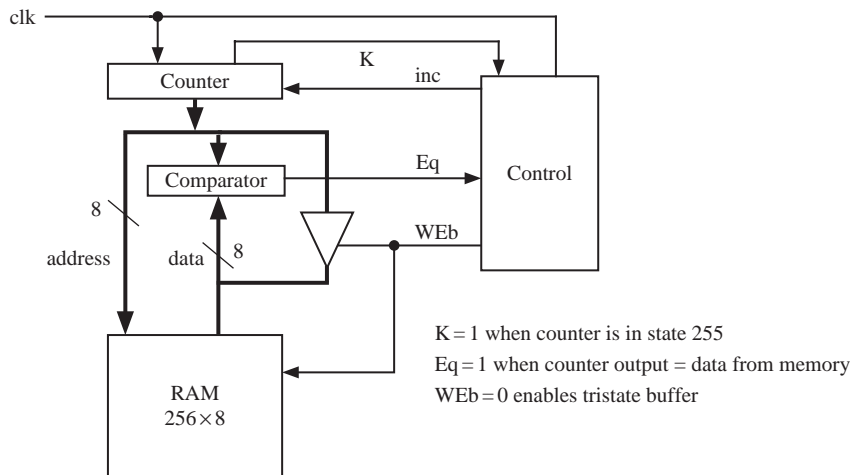 clk
K
Counter
inc
Comparator
Eq
Control
8
address
data
8
WEb
K = 1 when counter is in state 255
Eq = 1 when counter output = data from memory
WEb = 0 enables tristate buffer
RAM
256×8